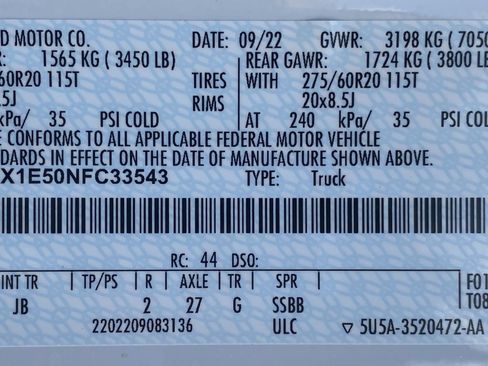 D MOTOR CO. DATE: 09/22 GVWR: 3198 KG ( 7050
R: 1565 KG ( 3450 LB) REAR GAWR: 1724 KG ( 3800 L
/60R20 115T TIRES WITH 275/60R20 115T
.5J RIMS 20x8.5J
kPa/ 35 PSI COLD AT 240 kPa/ 35 PSI COLD
E CONFORMS TO ALL APPLICABLE FEDERAL MOTOR VEHICLE
DARDS IN EFFECT ON THE DATE OF MANUFACTURE SHOWN ABOVE.
X1E50NFC33543 TYPE: Truck
RC: 44 DSO:
INT TR TP/PS R AXLE TR SPR F01
JB 2 27 G SSBB T08
2202209083136 ULC ▽ 5U5A-3520472-AA